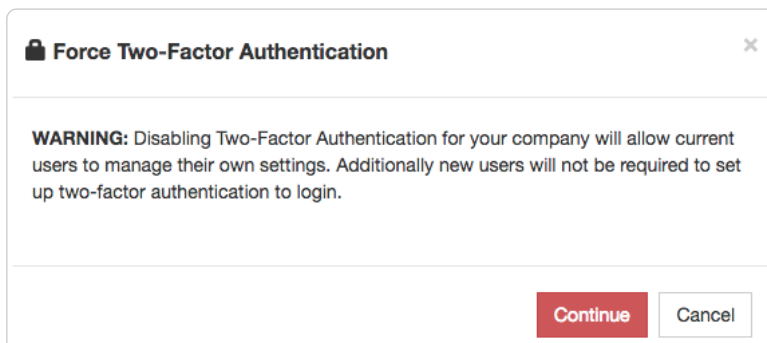 Force Two-Factor Authentication
×
WARNING: Disabling Two-Factor Authentication for your company will allow current
users to manage their own settings. Additionally new users will not be required to set
up two-factor authentication to login.
Continue
Cancel